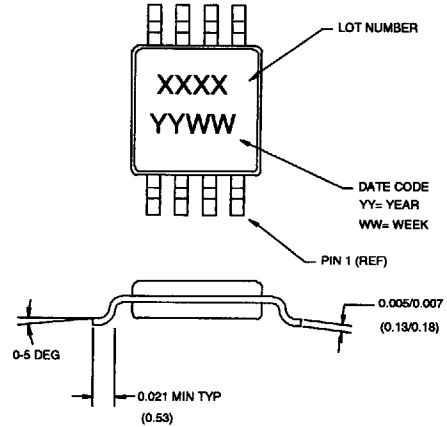 LOT NUMBER
XXXX
YYWW
DATE CODE
YY= YEAR
WW= WEEK
PIN 1 (REF)
0.005/0.007
(0.13/0.18)
0-5 DEG
0.021 MIN TYP
(0.53)